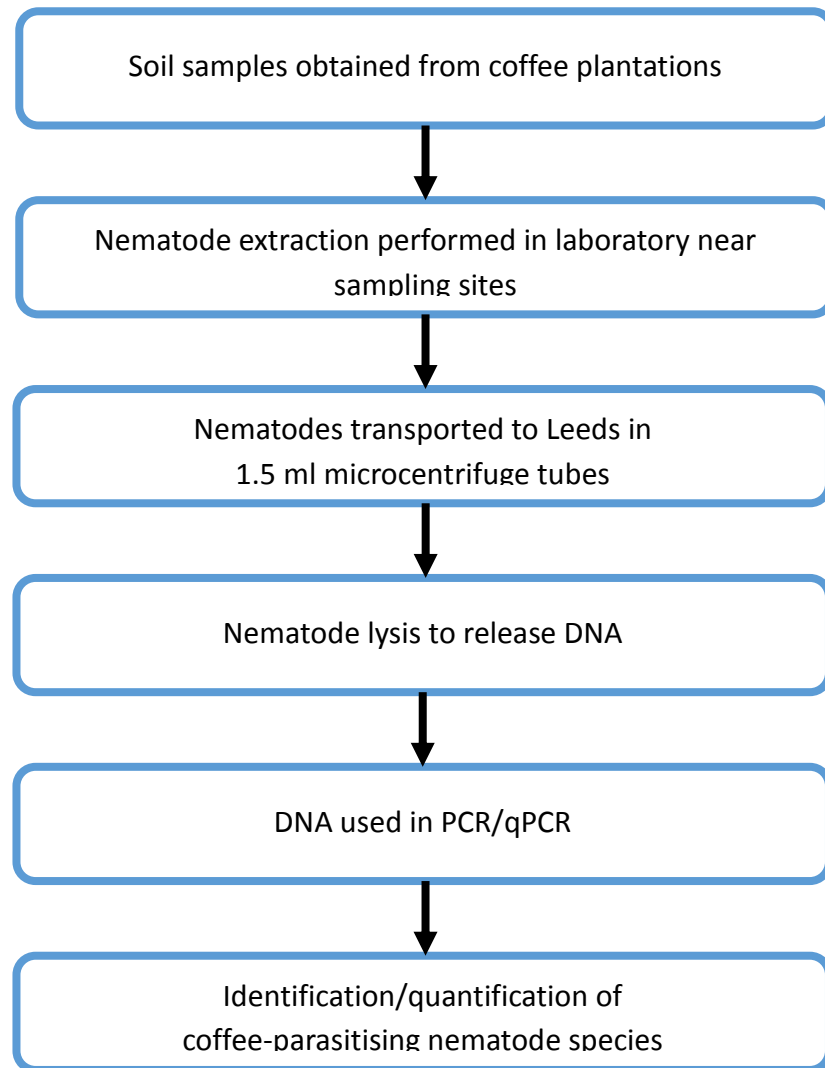 Soil samples obtained from coffee plantations
Nematode extraction performed in laboratory near
sampling sites
Nematodes transported to Leeds in
1.5 ml microcentrifuge tubes
Nematode lysis to release DNA
DNA used in PCR/qPCR
Identification/quantification of
coffee-parasitising nematode species